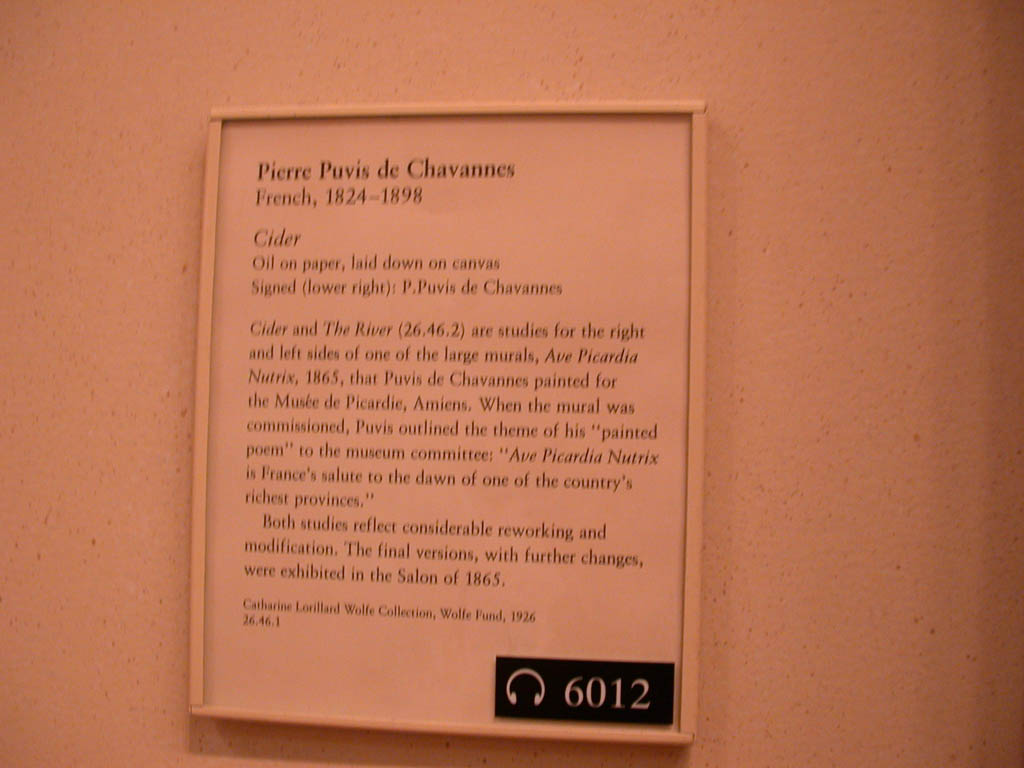 Pierre Puvis de Chavannes
French, 1824–1898
Cider
Oil on paper, laid down on canvas
Signed (lower right): P.Puvis de Chavannes
Cider and The River (26.46.2) are studies for the right
and left sides of one of the large murals, Ave Picardia
Nutrix, 1865, that Puvis de Chavannes painted for
the Musée de Picardie, Amiens. When the mural was
commissioned, Puvis outlined the theme of his "painted
poem" to the museum committee: "Ave Picardia Nutrix
is France's salute to the dawn of one of the country's
richest provinces."
Both studies reflect considerable reworking and
modification. The final versions, with further changes,
were exhibited in the Salon of 1865.
Catharine Lorillard Wolfe Collection, Wolfe Fund, 1926
26.46.1
6012